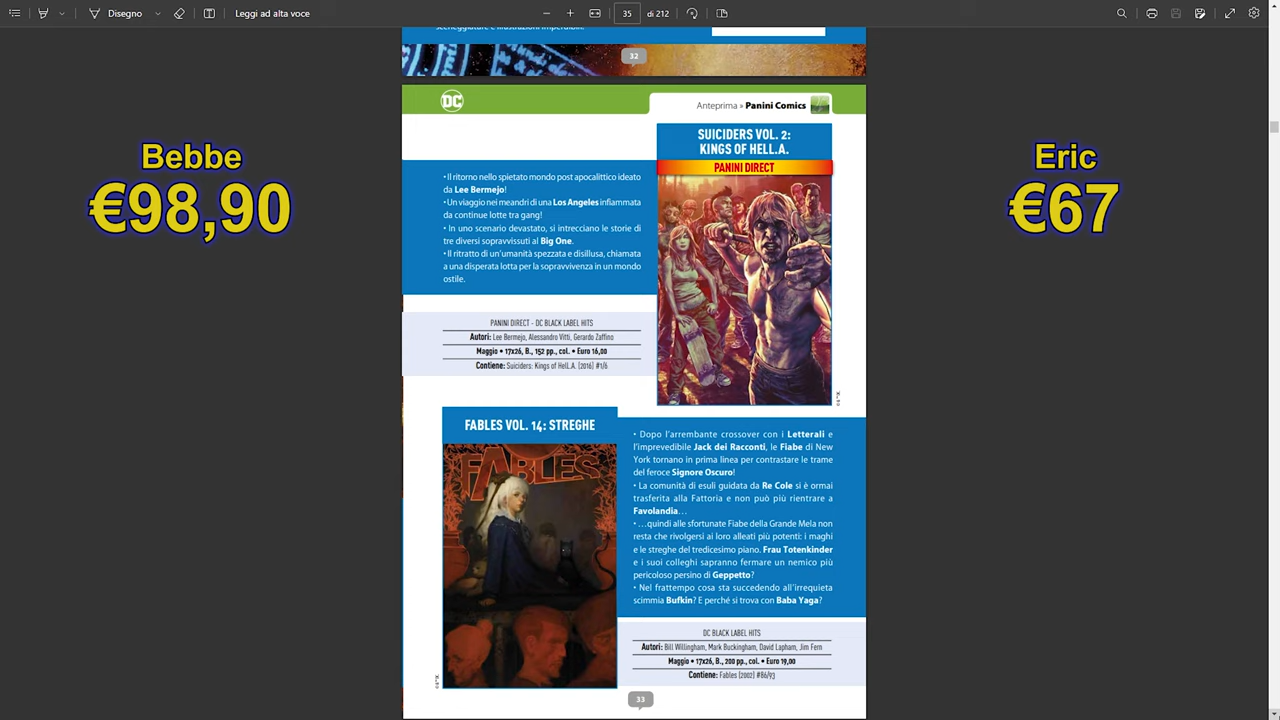 Disegno
Leggi ad alta voce
35
di 212
32
DC
Anteprima » Panini Comics
SUICIDERS VOL. 2:
KINGS OF HELL.A.
PANINI DIRECT
Bebbe
€98,90
Eric
€67
• Il ritorno nello spietato mondo post apocalittico ideato
da Lee Bermejo!
• Un viaggio nei meandri di una Los Angeles infiammata
da continue lotte tra gang!
• In uno scenario devastato, si intrecciano le storie di
tre diversi sopravvissuti al Big One.
• Il ritratto di un'umanità spezzata e disillusa, chiamata
a una disperata lotta per la sopravvivenza in un mondo
ostile.
PANINI DIRECT - DC BLACK LABEL HITS
Autori: Lee Bermejo, Alessandro Vitti, Gerardo Zaffino
Maggio • 17x26, B., 152 pp., col. • Euro 16,00
Contiene: Suiciders: Kings of HelL.A. (2016) #1/6
FABLES VOL. 14: STREGHE
FABLES
• Dopo l'arrembante crossover con i Letterali e
l'imprevedibile Jack dei Racconti, le Fiabe di New
York tornano in prima linea per contrastare le trame
del feroce Signore Oscuro!
• La comunità di esuli guidata da Re Cole si è ormai
trasferita alla Fattoria e non può più rientrare a
Favolandia…
• …quindi alle sfortunate Fiabe della Grande Mela non
resta che rivolgersi ai loro alleati più potenti: i maghi
e le streghe del tredicesimo piano. Frau Totenkinder
e i suoi colleghi sapranno fermare un nemico più
pericoloso persino di Geppetto?
• Nel frattempo cosa sta succedendo all'irrequieta
scimmia Bufkin? E perché si trova con Baba Yaga?
DC BLACK LABEL HITS
Autori: Bill Willingham, Mark Buckingham, David Lapham, Jim Fern
Maggio • 17x26, B., 200 pp., col. • Euro 19,00
Contiene: Fables (2002) #86/93
33